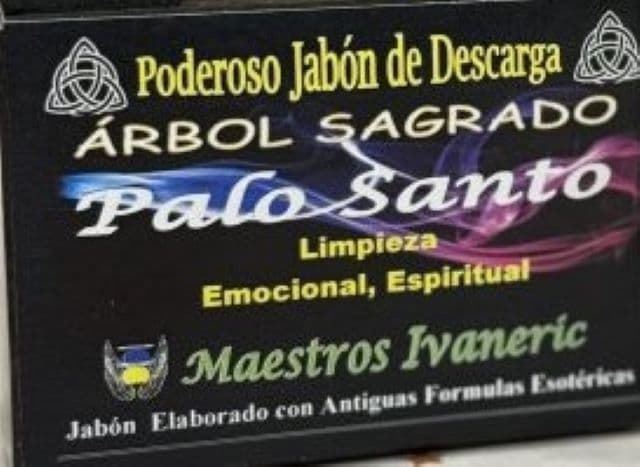 Poderoso Jabón de Descarga
ÁRBOL SAGRADO
Palo Santo
Limpieza
Emocional, Espiritual
Maestros Ivaneric
Jabón Elaborado con Antiguas Formulas Esotéricas